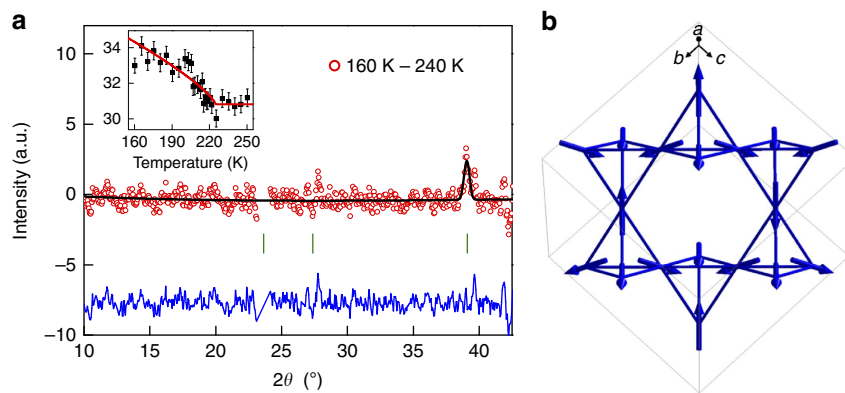 a
b
34
32
30
160 190 220 250
Temperature (K)
160 K – 240 K
10
5
0
−5
−10
Intensity (a.u.)
10 15 20 25 30 35 40
2θ (°)
a
b c